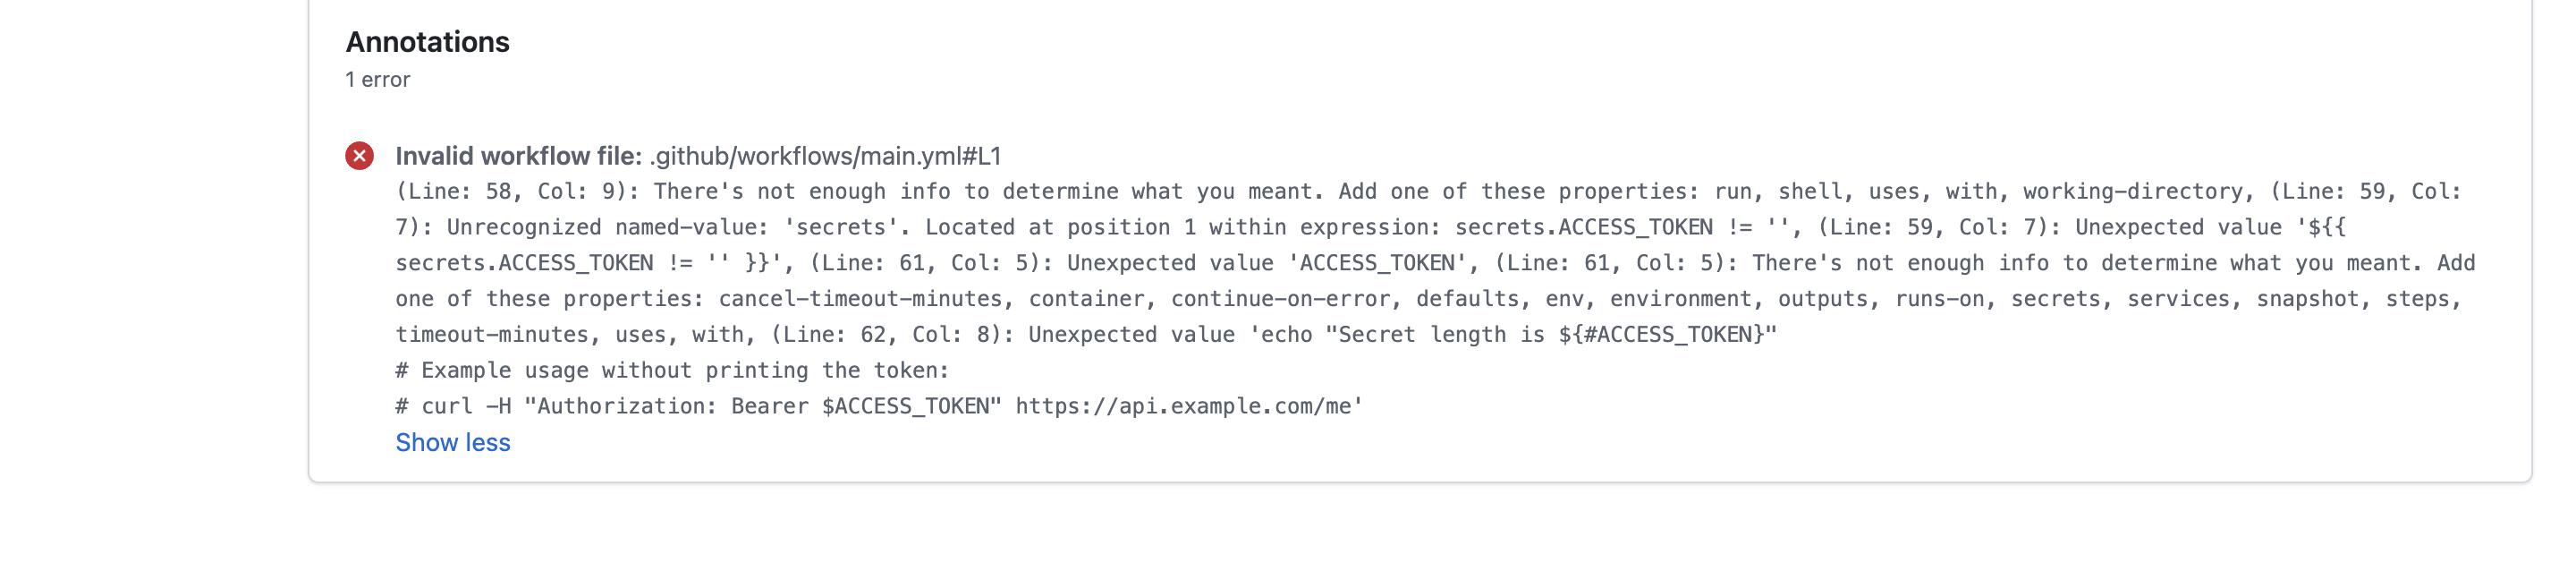 Annotations
1 error
Invalid workflow file: .github/workflows/main.yml#L1
(Line: 58, Col: 9): There's not enough info to determine what you meant. Add one of these properties: run, shell, uses, with, working-directory, (Line: 59, Col:
7): Unrecognized named-value: 'secrets'. Located at position 1 within expression: secrets.ACCESS_TOKEN != '', (Line: 59, Col: 7): Unexpected value '${{
secrets.ACCESS_TOKEN != '' }}', (Line: 61, Col: 5): Unexpected value 'ACCESS_TOKEN', (Line: 61, Col: 5): There's not enough info to determine what you meant. Add
one of these properties: cancel-timeout-minutes, container, continue-on-error, defaults, env, environment, outputs, runs-on, secrets, services, snapshot, steps,
timeout-minutes, uses, with, (Line: 62, Col: 8): Unexpected value 'echo "Secret length is ${#ACCESS_TOKEN}"
# Example usage without printing the token:
# curl -H "Authorization: Bearer $ACCESS_TOKEN" https://api.example.com/me'
Show less